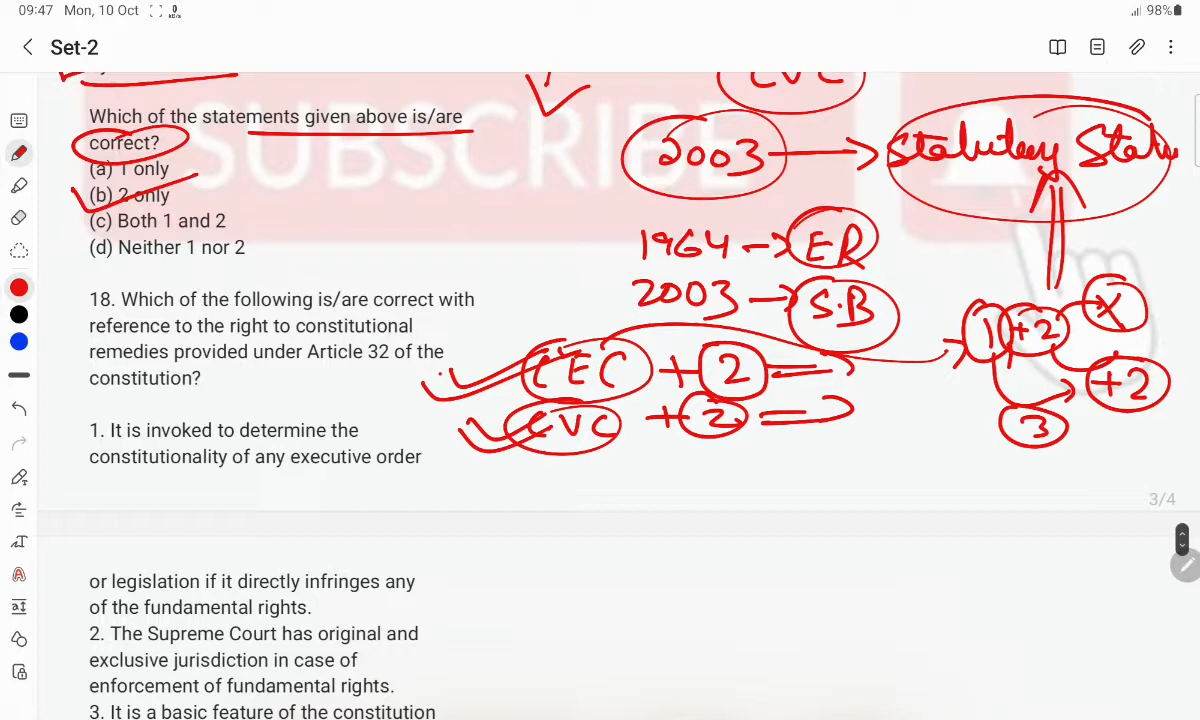 09:47 Mon, 10 Oct
98%
Set-2
CVC
Which of the statements given above is/are
correct?
(a) 1 only
(b) 2 only
(c) Both 1 and 2
(d) Neither 1 nor 2
SUBSCRIBE
2003
1964 ER
2003 S.B
CEC + 2
CVC + 2
1 +2 X
+2
3
18. Which of the following is/are correct with
reference to the right to constitutional
remedies provided under Article 32 of the
constitution?
1. It is invoked to determine the
constitutionality of any executive order
3/4
or legislation if it directly infringes any
of the fundamental rights.
2. The Supreme Court has original and
exclusive jurisdiction in case of
enforcement of fundamental rights.
3. It is a basic feature of the constitution